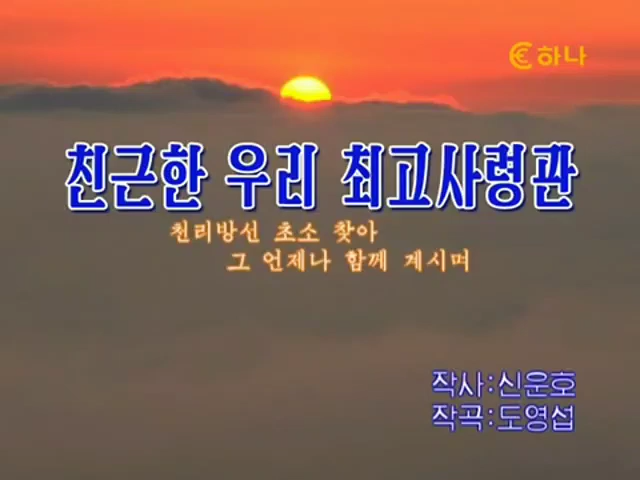 하나
친근한 우리 최고사령관
천리방선 초소 찾아
그 언제나 함께 계시며
작사:신운호
작곡:도영섭